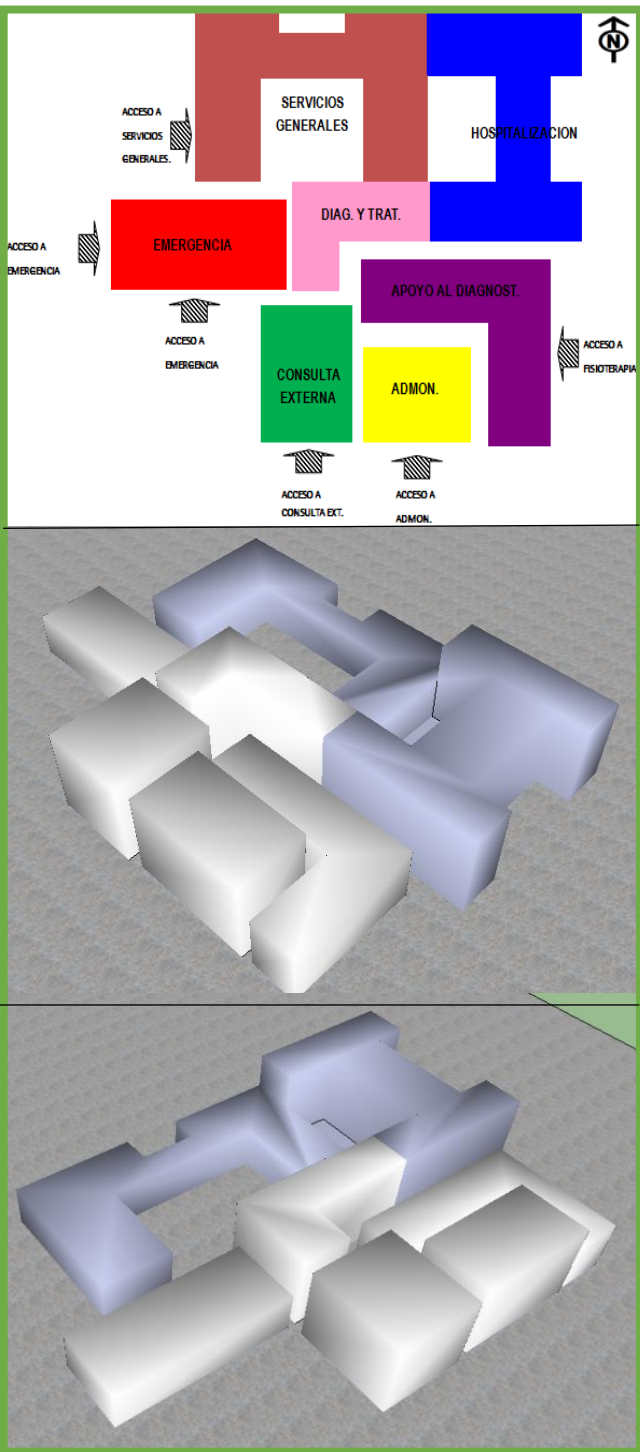 N
SERVICIOS
GENERALES
ACCESO A
SERVICIOS
GENERALES.
HOSPITALIZACION
DIAG. Y TRAT.
EMERGENCIA
ACCESO A
EMERGENCIA
APOYO AL DIAGNOST.
ACCESO A
EMERGENCIA
ACCESO A
FISIOTERAPIA
CONSULTA
EXTERNA
ADMON.
ACCESO A
CONSULTA EXT.
ACCESO A
ADMON.